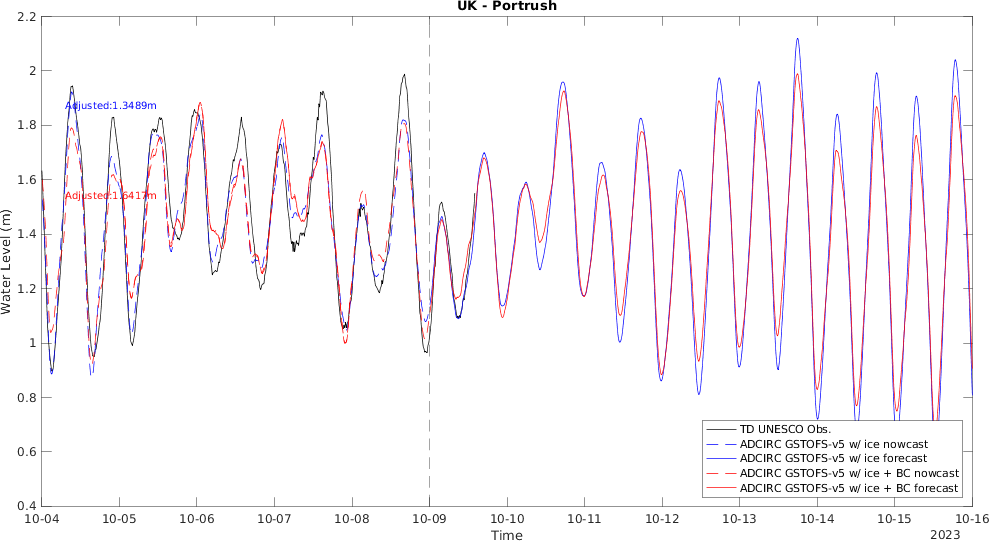 UK - Portrush
2.2
2
1.8
1.6
1.4
1.2
1
0.8
0.6
0.4
Water Level (m)
Adjusted:1.3489m
Adjusted:1.6417m
TD UNESCO Obs.
ADCIRC GSTOFS-v5 w/ ice nowcast
ADCIRC GSTOFS-v5 w/ ice forecast
ADCIRC GSTOFS-v5 w/ ice + BC nowcast
ADCIRC GSTOFS-v5 w/ ice + BC forecast
10-04 10-05 10-06 10-07 10-08 10-09 10-10 10-11 10-12 10-13 10-14 10-15 10-16
Time
2023